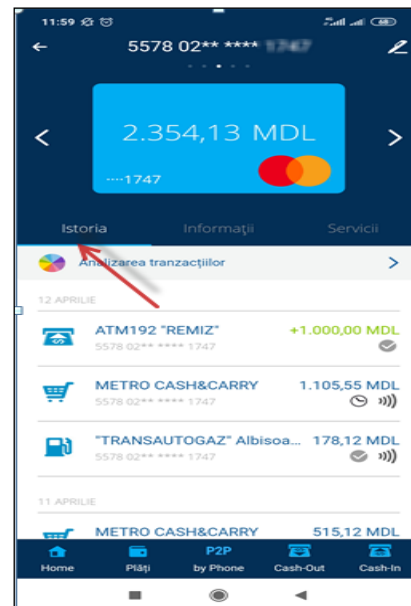 11:59
68
5578 02** **** 1747
2.354,13 MDL
····1747
Istoria Informații Servicii
Analizarea tranzacțiilor
12 APRILIE
ATM192 "REMIZ" +1.000,00 MDL
5578 02** **** 1747
METRO CASH&CARRY 1.105,55 MDL
5578 02** **** 1747
"TRANSAUTOGAZ" Albisoa... 178,12 MDL
5578 02** **** 1747
11 APRILIE
METRO CASH&CARRY 515,12 MDL
Home Plăți P2P by Phone Cash-Out Cash-In